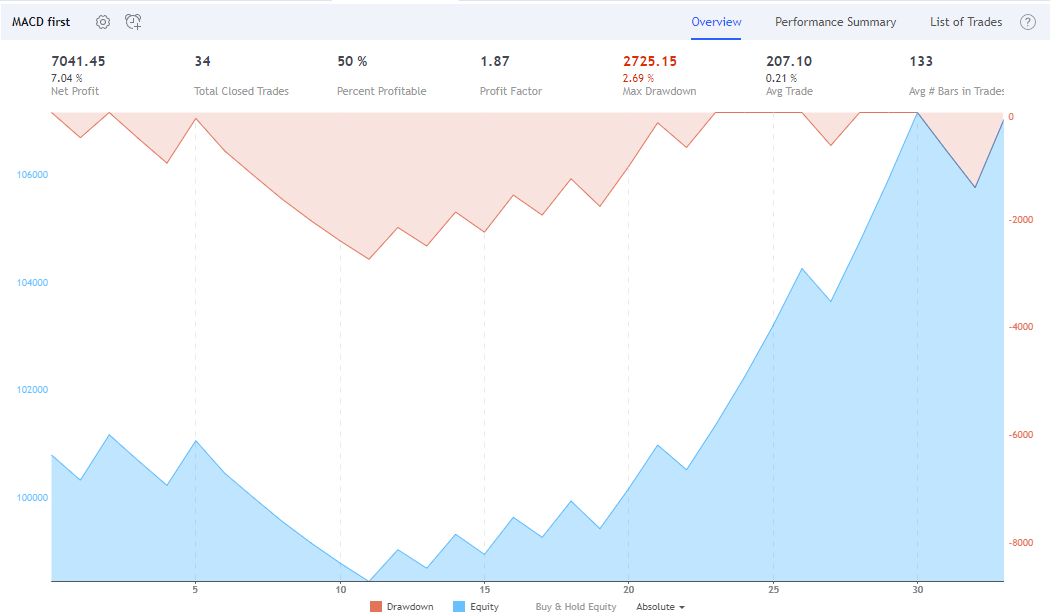 MACD first Overview Performance Summary List of Trades ?
7041.45 34 50 % 1.87 2725.15 207.10 133
7.04 % 2.69 % 0.21 %
Net Profit Total Closed Trades Percent Profitable Profit Factor Max Drawdown Avg Trade Avg # Bars in Trades
0
106000
-2000
104000
-4000
102000
-6000
100000
-8000
5 10 15 20 25 30
Drawdown Equity Buy & Hold Equity Absolute